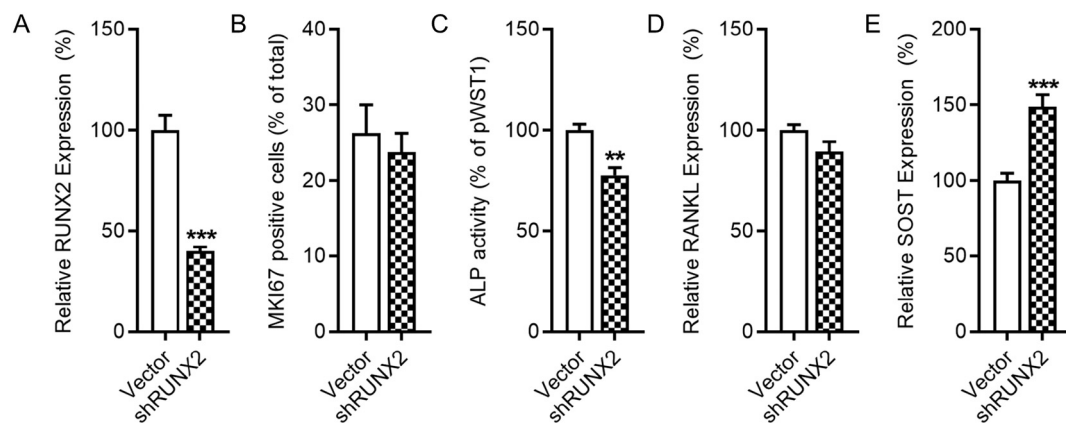 A
Relative RUNX2 Expression (%)
150
100
50
0
***
Vector
shRUNX2
B
MKI67 positive cells (% of total)
40
30
20
10
0
Vector
shRUNX2
C
ALP activity (% of pWST1)
150
100
50
0
**
Vector
shRUNX2
D
Relative RANKL Expression (%)
150
100
50
0
Vector
shRUNX2
E
Relative SOST Expression (%)
200
150
100
50
0
***
Vector
shRUNX2